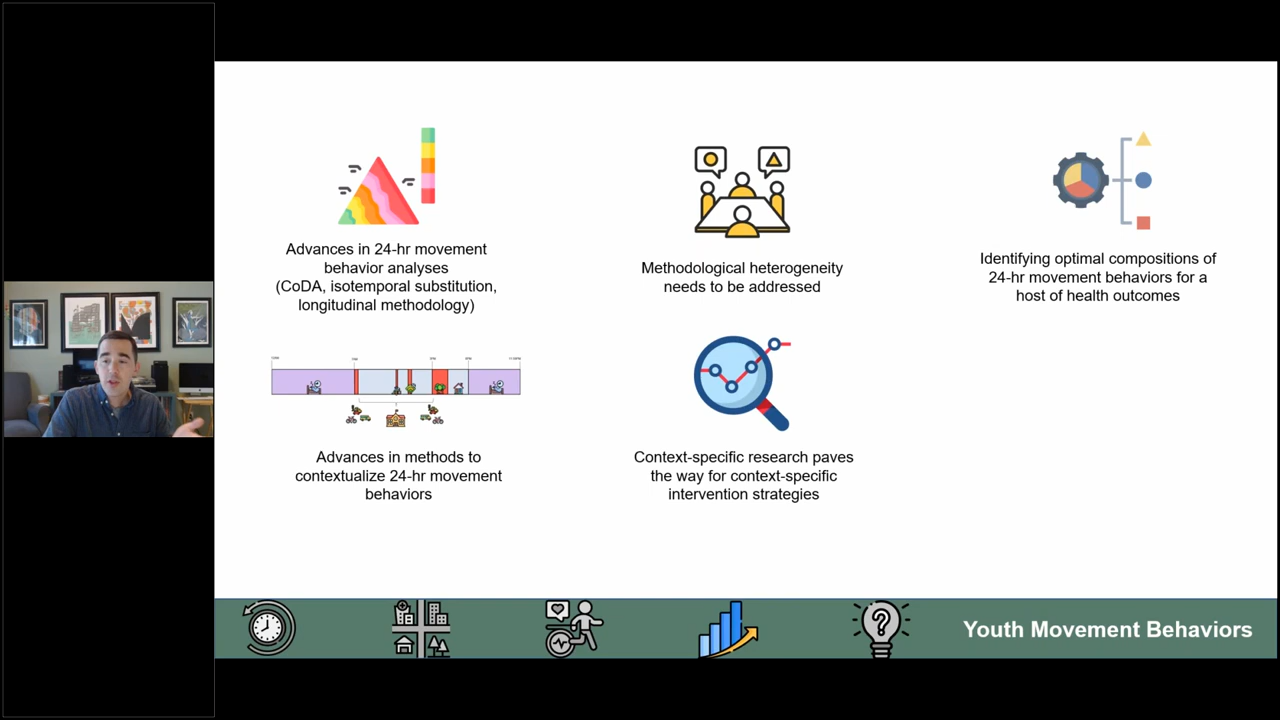 Advances in 24-hr movement
behavior analyses
(CoDA, isotemporal substitution,
longitudinal methodology)
Methodological heterogeneity
needs to be addressed
Identifying optimal compositions of
24-hr movement behaviors for a
host of health outcomes
Advances in methods to
contextualize 24-hr movement
behaviors
Context-specific research paves
the way for context-specific
intervention strategies
Youth Movement Behaviors